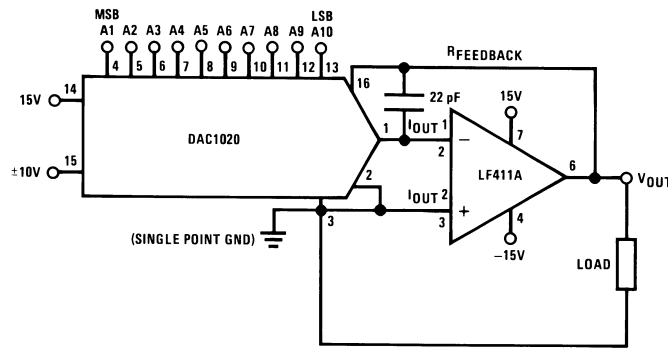 MSB LSB
A1 A2 A3 A4 A5 A6 A7 A8 A9 A10
4 5 6 7 8 9 10 11 12 13
RFEEDBACK
16
14
15V
22 pF
15V
DAC1020
1
IOUT 1
2
−
7
15
±10V
LF411A
6
VOUT
2
IOUT 2
3
+
4
−15V
3
(SINGLE POINT GND)
LOAD